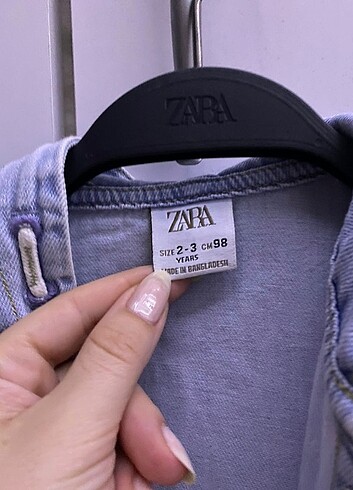 ZARA
ZARA
SIZE 2-3 CM 98
YEARS
MADE IN BANGLADESH